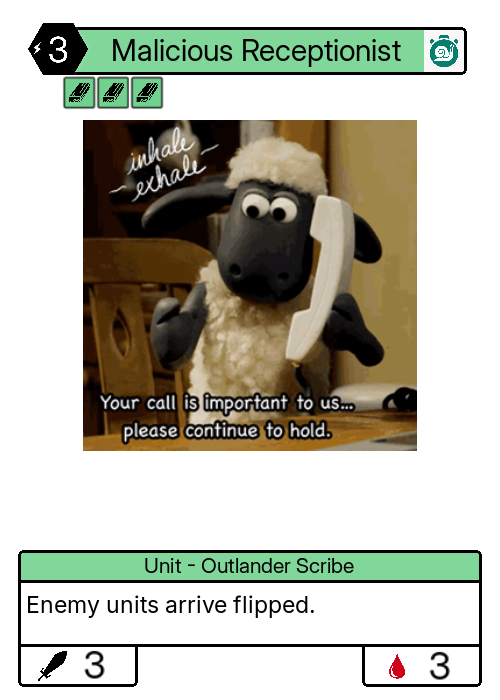 3 Malicious Receptionist
inhale
~ exhale ~
Your call is important to us...
please continue to hold.
Unit - Outlander Scribe
Enemy units arrive flipped.
3 3